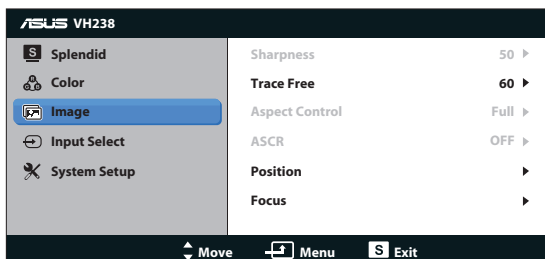 ASUS VH238
S Splendid
Color
Image
Input Select
System Setup
Sharpness 50
Trace Free 60
Aspect Control Full
ASCR OFF
Position
Focus
Move Menu S Exit